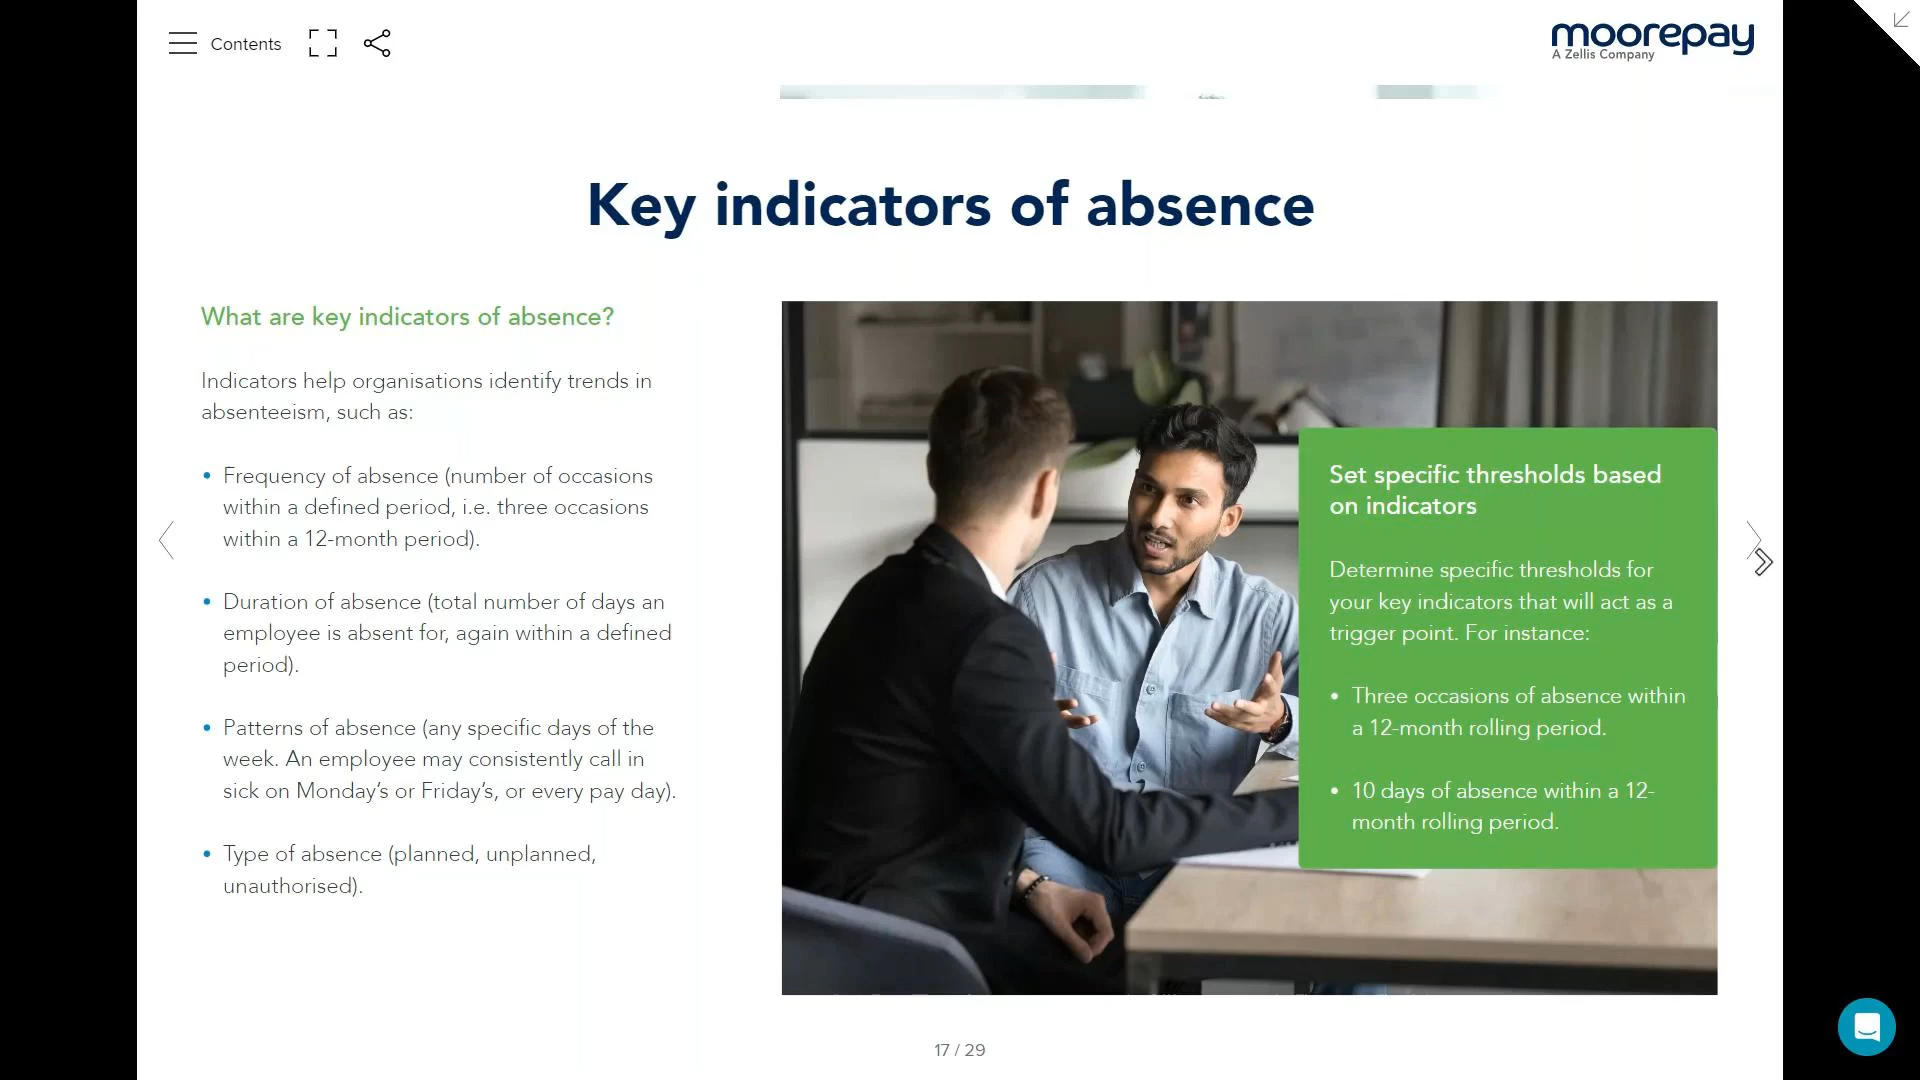 Contents
moorepay
A Zellis Company
Key indicators of absence
What are key indicators of absence?
Indicators help organisations identify trends in
absenteeism, such as:
• Frequency of absence (number of occasions
within a defined period, i.e. three occasions
within a 12-month period).
• Duration of absence (total number of days an
employee is absent for, again within a defined
period).
• Patterns of absence (any specific days of the
week. An employee may consistently call in
sick on Monday’s or Friday’s, or every pay day).
• Type of absence (planned, unplanned,
unauthorised).
Set specific thresholds based
on indicators
Determine specific thresholds for
your key indicators that will act as a
trigger point. For instance:
• Three occasions of absence within
a 12-month rolling period.
• 10 days of absence within a 12-
month rolling period.
17 / 29